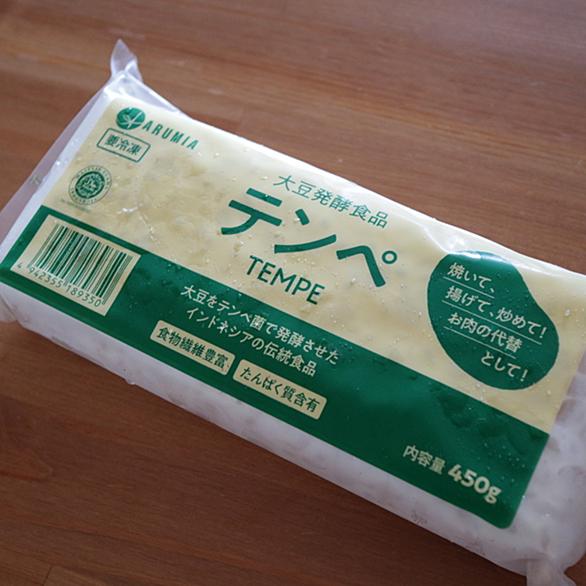 ARUMIA
要冷凍
大豆発酵食品
テンペ
TEMPE
焼いて、
揚げて、炒めて!
お肉の代替
として!
4 942355 189350
大豆をテンペ菌で発酵させた
インドネシアの伝統食品
食物繊維豊富
たんぱく質含有
内容量 450g